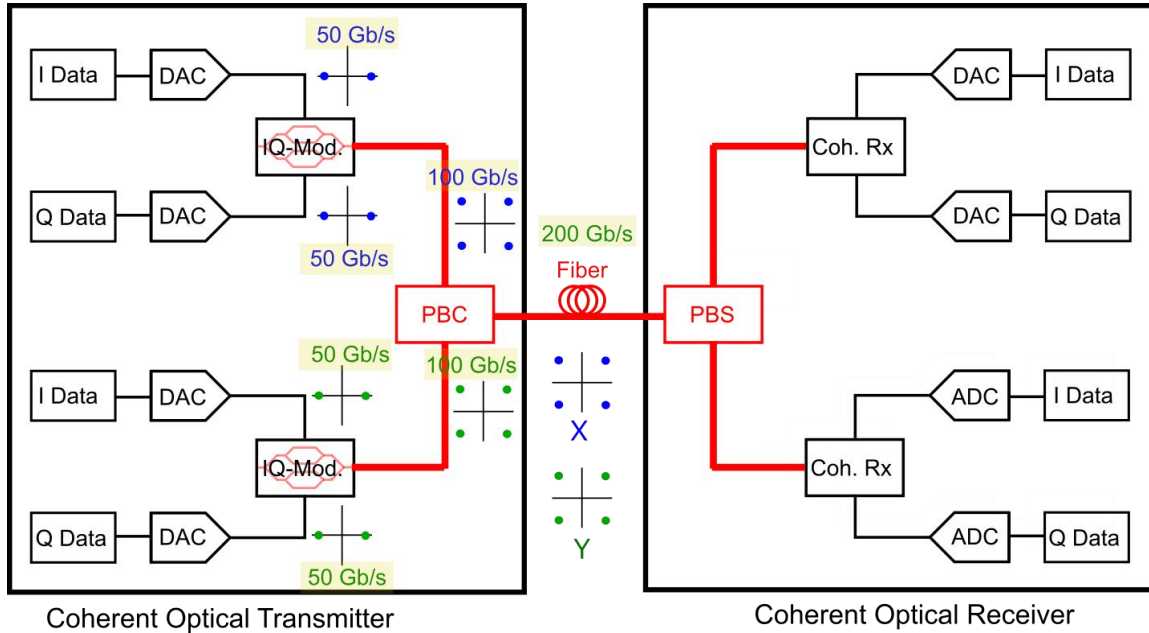 50 Gb/s
I Data
DAC
DAC
I Data
IQ-Mod.
Coh. Rx
100 Gb/s
Q Data
DAC
DAC
Q Data
50 Gb/s
200 Gb/s
Fiber
PBC
PBS
50 Gb/s
100 Gb/s
I Data
DAC
ADC
I Data
X
IQ-Mod.
Coh. Rx
Q Data
DAC
ADC
Q Data
Y
50 Gb/s
Coherent Optical Transmitter
Coherent Optical Receiver